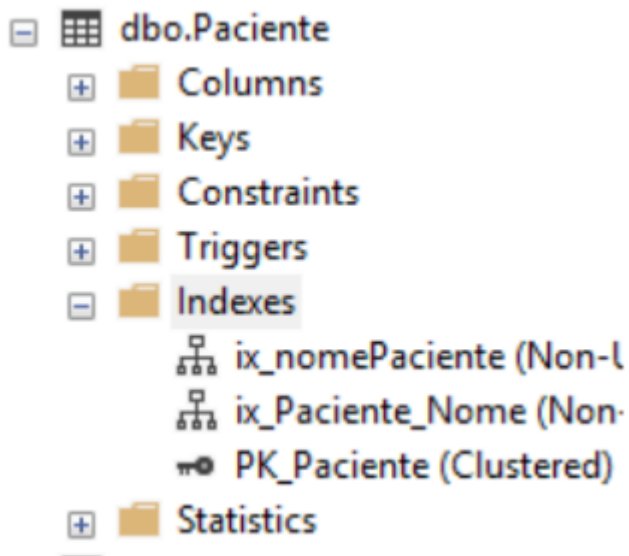 dbo.Paciente
Columns
Keys
Constraints
Triggers
Indexes
ix_nomePaciente (Non-
ix_Paciente_Nome (Non-
PK_Paciente (Clustered)
Statistics